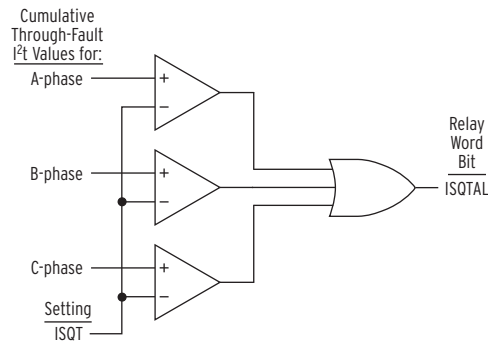 Cumulative
Through-Fault
I²t Values for:
A-phase
+
−
B-phase
+
−
C-phase
+
−
Setting
ISQT
Relay
Word
Bit
ISQTAL